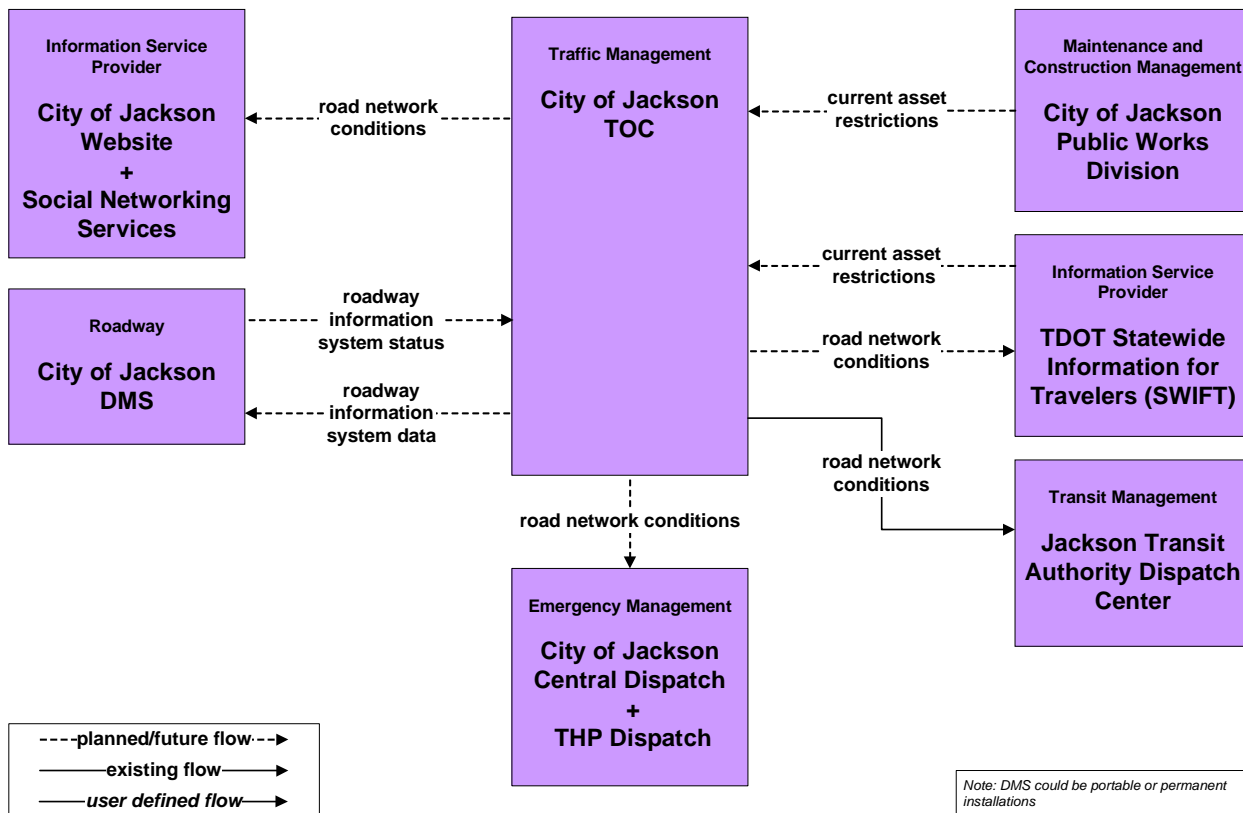 Information Service
Provider
City of Jackson
Website
+
Social Networking
Services
road network
conditions
Traffic Management
City of Jackson
TOC
current asset
restrictions
Maintenance and
Construction Management
City of Jackson
Public Works
Division
Roadway
City of Jackson
DMS
roadway
information
system status
roadway
information
system data
current asset
restrictions
road network
conditions
Information Service
Provider
TDOT Statewide
Information for
Travelers (SWIFT)
road network
conditions
Transit Management
Jackson Transit
Authority Dispatch
Center
road network conditions
Emergency Management
City of Jackson
Central Dispatch
+
THP Dispatch
planned/future flow
existing flow
user defined flow
Note: DMS could be portable or permanent
installations